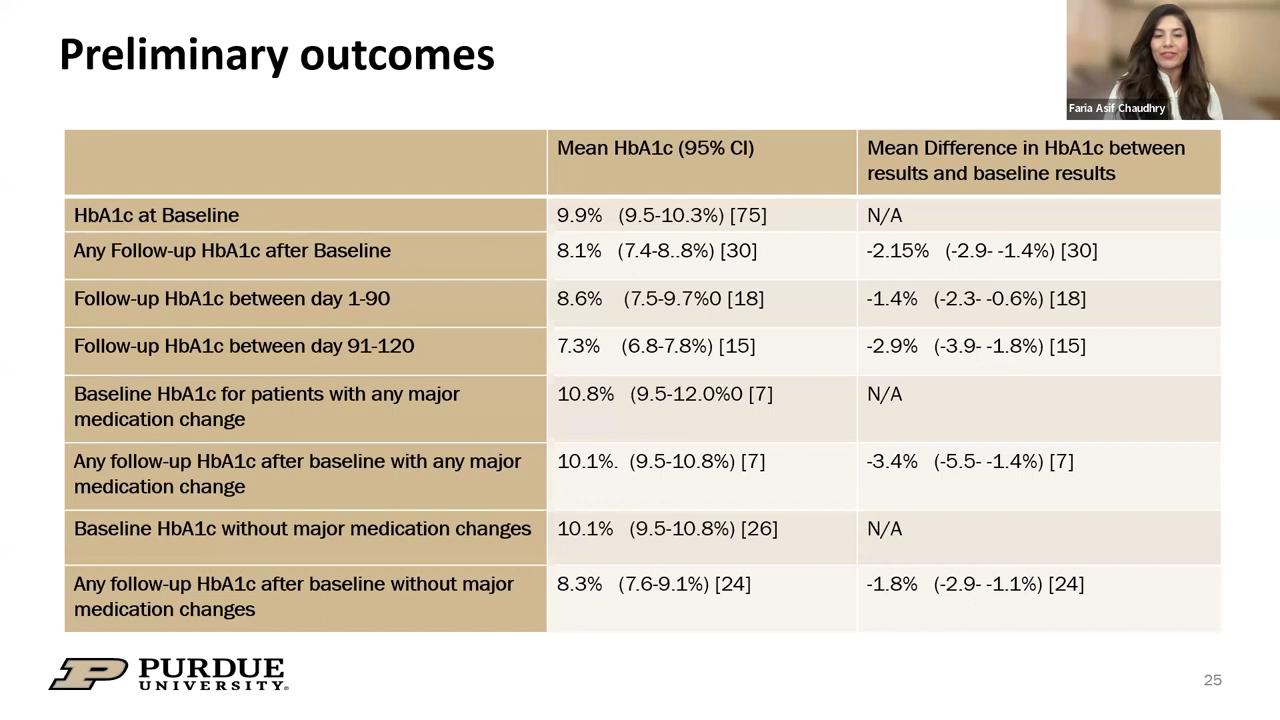 Preliminary outcomes
Faria Asif Chaudhry
Mean HbA1c (95% CI)
Mean Difference in HbA1c between
results and baseline results
HbA1c at Baseline
9.9% (9.5-10.3%) [75]
N/A
Any Follow-up HbA1c after Baseline
8.1% (7.4-8..8%) [30]
-2.15% (-2.9- -1.4%) [30]
Follow-up HbA1c between day 1-90
8.6% (7.5-9.7%0 [18]
-1.4% (-2.3- -0.6%) [18]
Follow-up HbA1c between day 91-120
7.3% (6.8-7.8%) [15]
-2.9% (-3.9- -1.8%) [15]
Baseline HbA1c for patients with any major
medication change
10.8% (9.5-12.0%0 [7]
N/A
Any follow-up HbA1c after baseline with any major
medication change
10.1%. (9.5-10.8%) [7]
-3.4% (-5.5- -1.4%) [7]
Baseline HbA1c without major medication changes
10.1% (9.5-10.8%) [26]
N/A
Any follow-up HbA1c after baseline without major
medication changes
8.3% (7.6-9.1%) [24]
-1.8% (-2.9- -1.1%) [24]
P PURDUE
UNIVERSITY®
25